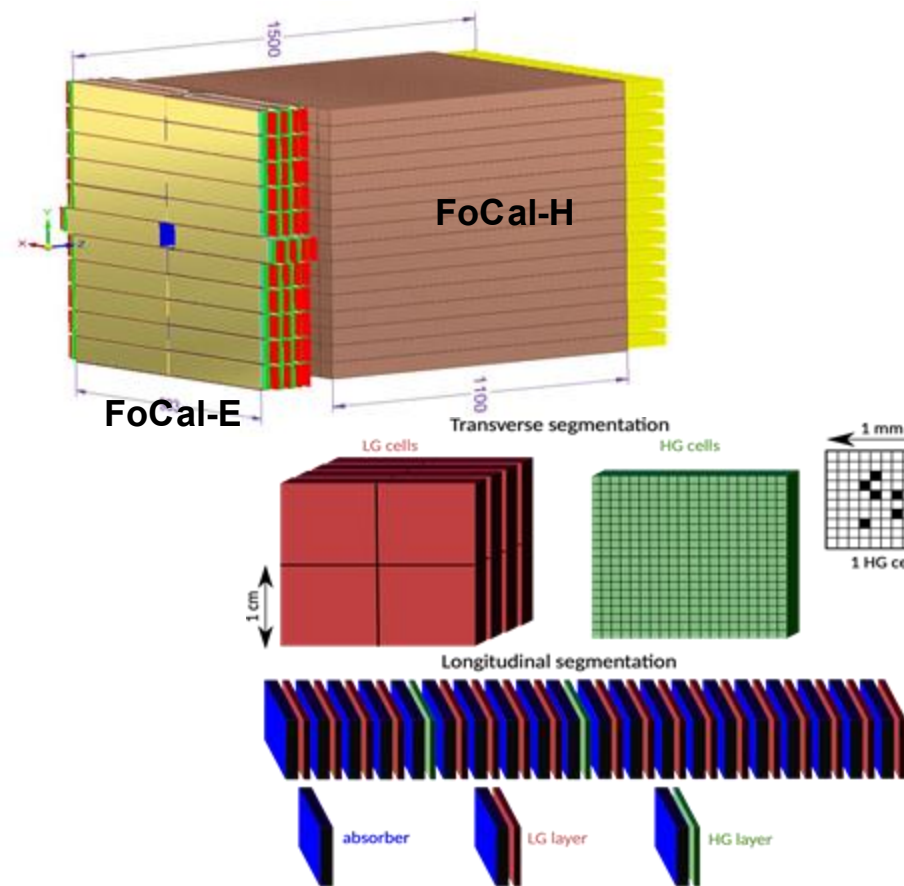 1500
Y
X
Z
FoCal-H
1100
FoCal-E
Transverse segmentation
LG cells
HG cells
1 mm
1 cm
1 HG ce
Longitudinal segmentation
absorber
LG layer
HG layer